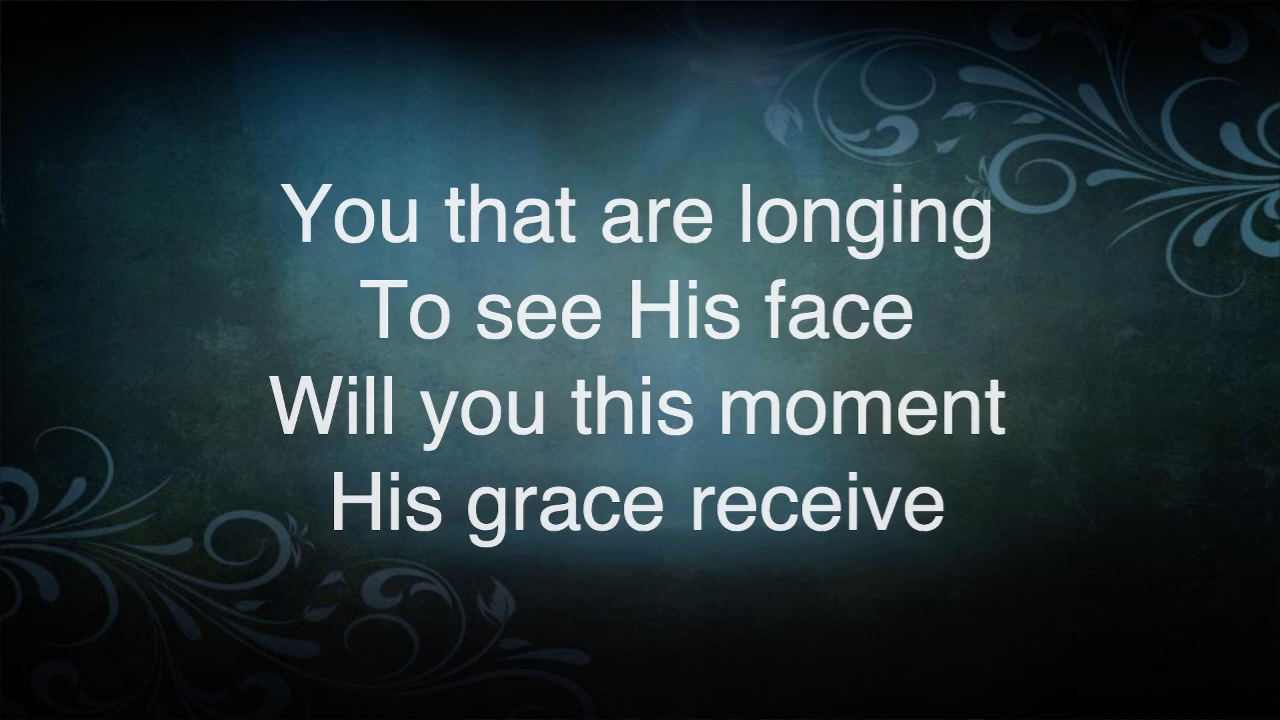 You that are longing
To see His face
Will you this moment
His grace receive